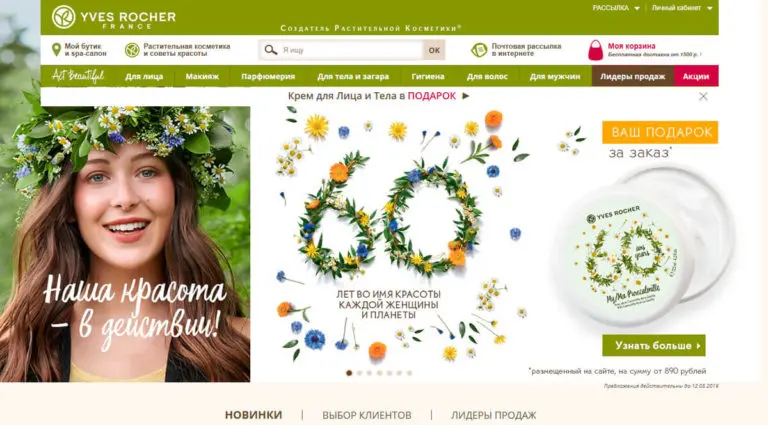 YVES ROCHER
FRANCE
СОЗДАТЕЛЬ РАСТИТЕЛЬНОЙ КОСМЕТИКИ®
РАССЫЛКА
Личный кабинет
Мой бутик
и spa-салон
Растительная косметика
и советы красоты
Я ищу
ОК
Почтовая рассылка
в интернете
Моя корзина
Бесплатная доставка от 1500 р. !
Act Beautiful
Для лица
Макияж
Парфюмерия
Для тела и загара
Гигиена
Для волос
Для мужчин
Лидеры продаж
Акции
Крем для Лица и Тела в ПОДАРОК
Наша красота
– в действии!
60
ЛЕТ ВО ИМЯ КРАСОТЫ
КАЖДОЙ ЖЕНЩИНЫ
И ПЛАНЕТЫ
ВАШ ПОДАРОК
за заказ*
YVES ROCHER
60
ans
years
Узнать больше
*размещенный на сайте, на сумму от 890 рублей
Предложения действительны до 12.05.2019
НОВИНКИ
ВЫБОР КЛИЕНТОВ
ЛИДЕРЫ ПРОДАЖ